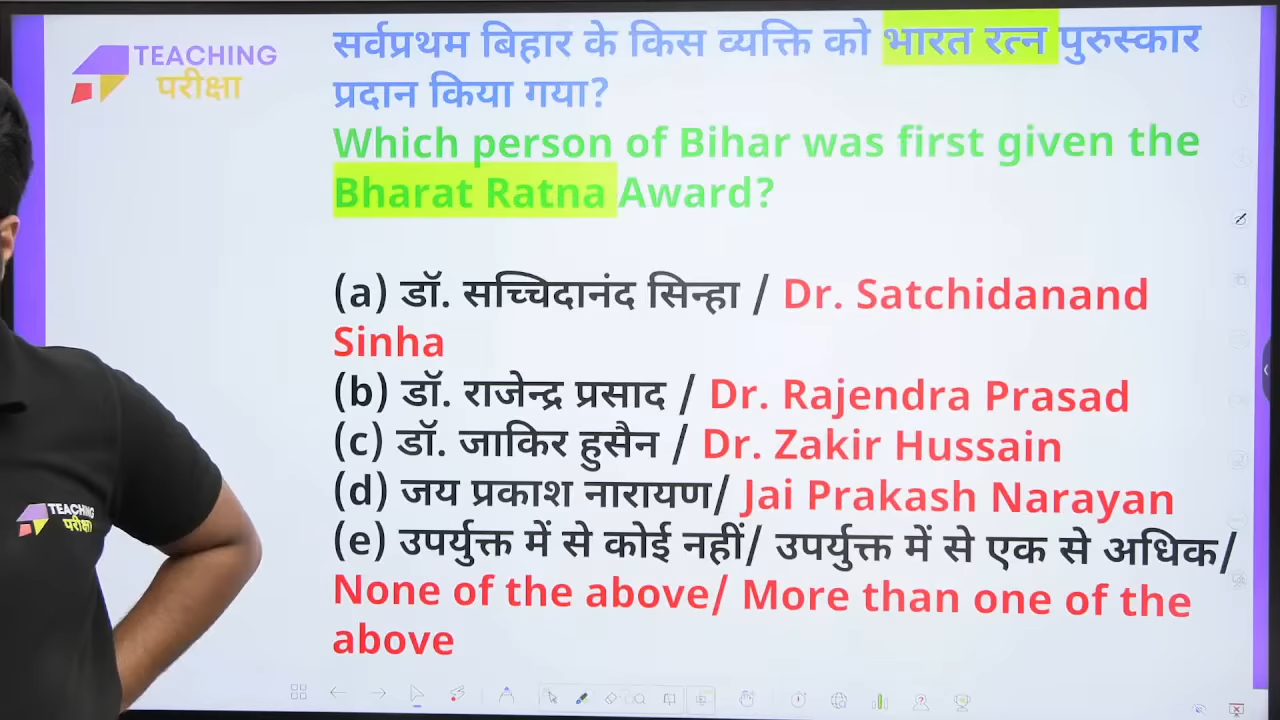 TEACHING
परीक्षा
सर्वप्रथम बिहार के किस व्यक्ति को भारत रत्न पुरुस्कार
प्रदान किया गया?
Which person of Bihar was first given the
Bharat Ratna Award?
(a) डॉ. सच्चिदानंद सिन्हा / Dr. Satchidanand
Sinha
(b) डॉ. राजेन्द्र प्रसाद / Dr. Rajendra Prasad
(c) डॉ. जाकिर हुसैन / Dr. Zakir Hussain
(d) जय प्रकाश नारायण/ Jai Prakash Narayan
(e) उपर्युक्त में से कोई नहीं/ उपर्युक्त में से एक से अधिक/
None of the above/ More than one of the
above
TEACHING
परीक्षा